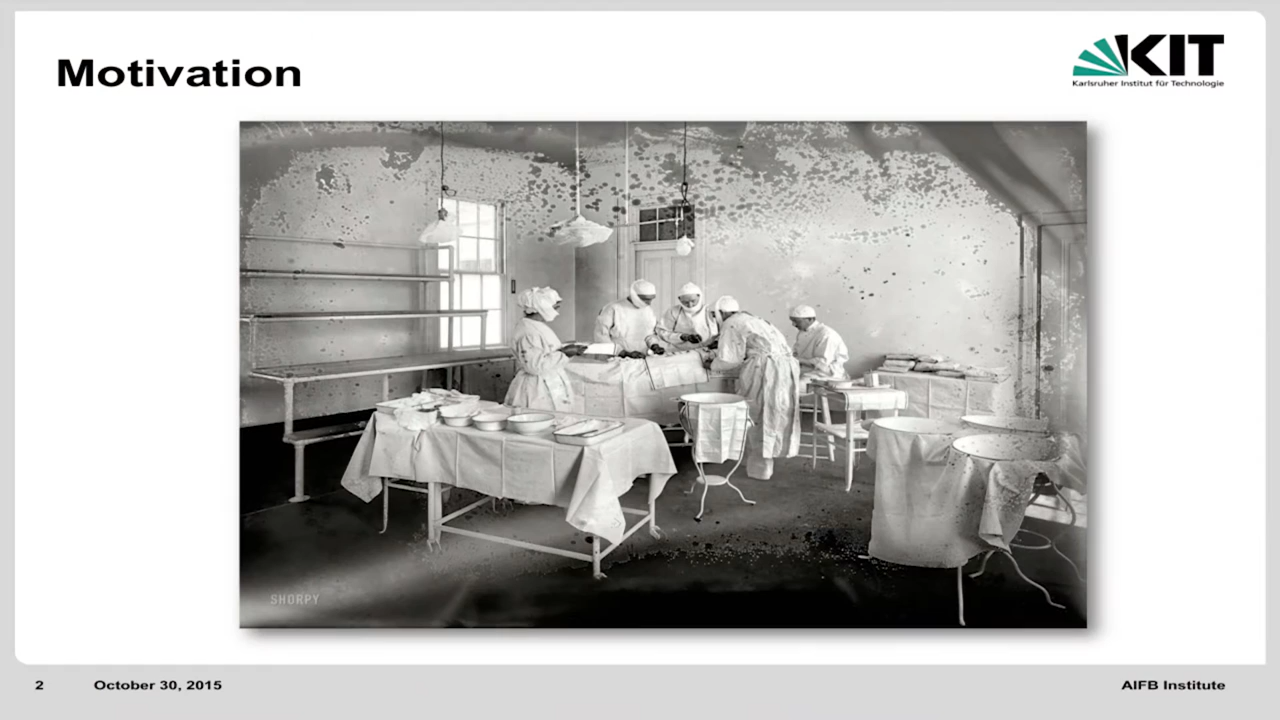 Motivation
KIT
Karlsruher Institut für Technologie
SHORPY
2 October 30, 2015 AIFB Institute